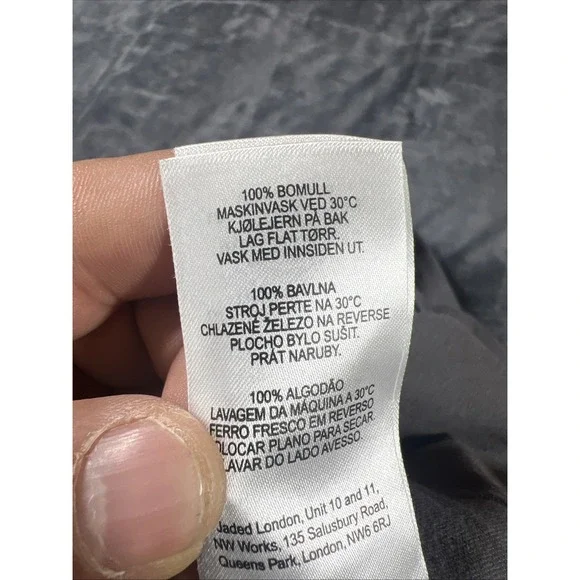 100% BOMULL
MASKINVASK VED 30°C
KJØLEJERN PÅ BAK
LAG FLAT TØRR.
VASK MED INNSIDEN UT.
100% BAVLNA
STROJ PERTE NA 30°C
CHLAZENÉ ŽELEZO NA REVERSE
PLOCHO BYLO SUŠIT.
PRÁT NARUBY.
100% ALGODÃO
LAVAGEM DA MÁQUINA A 30°C
FERRO FRESCO EM REVERSO
OLOCAR PLANO PARA SECAR.
LAVAR DO LADO AVESSO.
Jaded London, Unit 10 and 11,
NW Works, 135 Salusbury Road,
Queens Park, London, NW6 6RJ